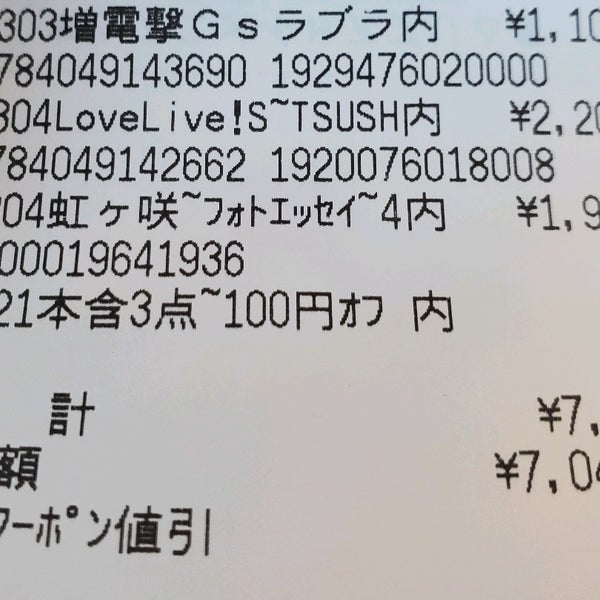 303増電撃Gsラブラ内 ¥1,10
784049143690 1929476020000
304LoveLive!S~TSUSH内 ¥2,20
784049142662 1920076018008
04虹ヶ咲~フォトエッセイ~4内 ¥1,9
00019641936
21本含3点~100円オフ 内
計 ¥7,
額 ¥7,04
クーポン値引